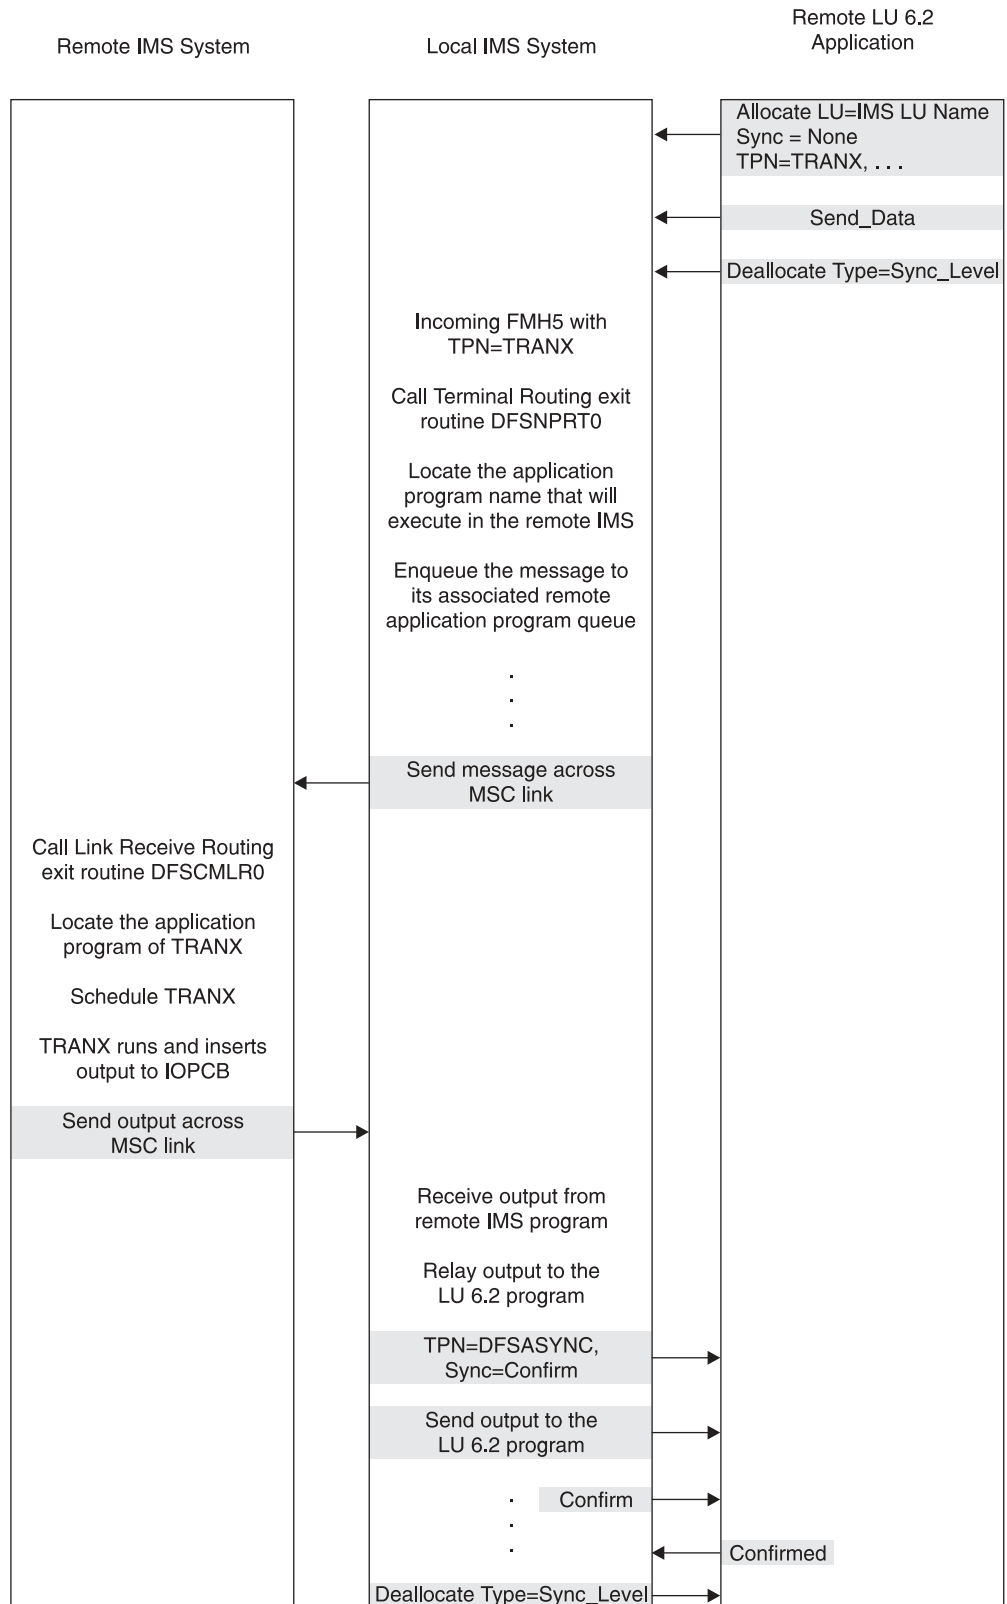 Remote IMS System
Local IMS System
Remote LU 6.2
Application
Allocate LU=IMS LU Name
Sync = None
TPN=TRANX, . . .
Send_Data
Deallocate Type=Sync_Level
Incoming FMH5 with
TPN=TRANX
Call Terminal Routing exit
routine DFSNPRT0
Locate the application
program name that will
execute in the remote IMS
Enqueue the message to
its associated remote
application program queue
.
.
.
Send message across
MSC link
Call Link Receive Routing
exit routine DFSCMLR0
Locate the application
program of TRANX
Schedule TRANX
TRANX runs and inserts
output to IOPCB
Send output across
MSC link
Receive output from
remote IMS program
Relay output to the
LU 6.2 program
TPN=DFSASYNC,
Sync=Confirm
Send output to the
LU 6.2 program
. Confirm
.
.
Confirmed
Deallocate Type=Sync_Level